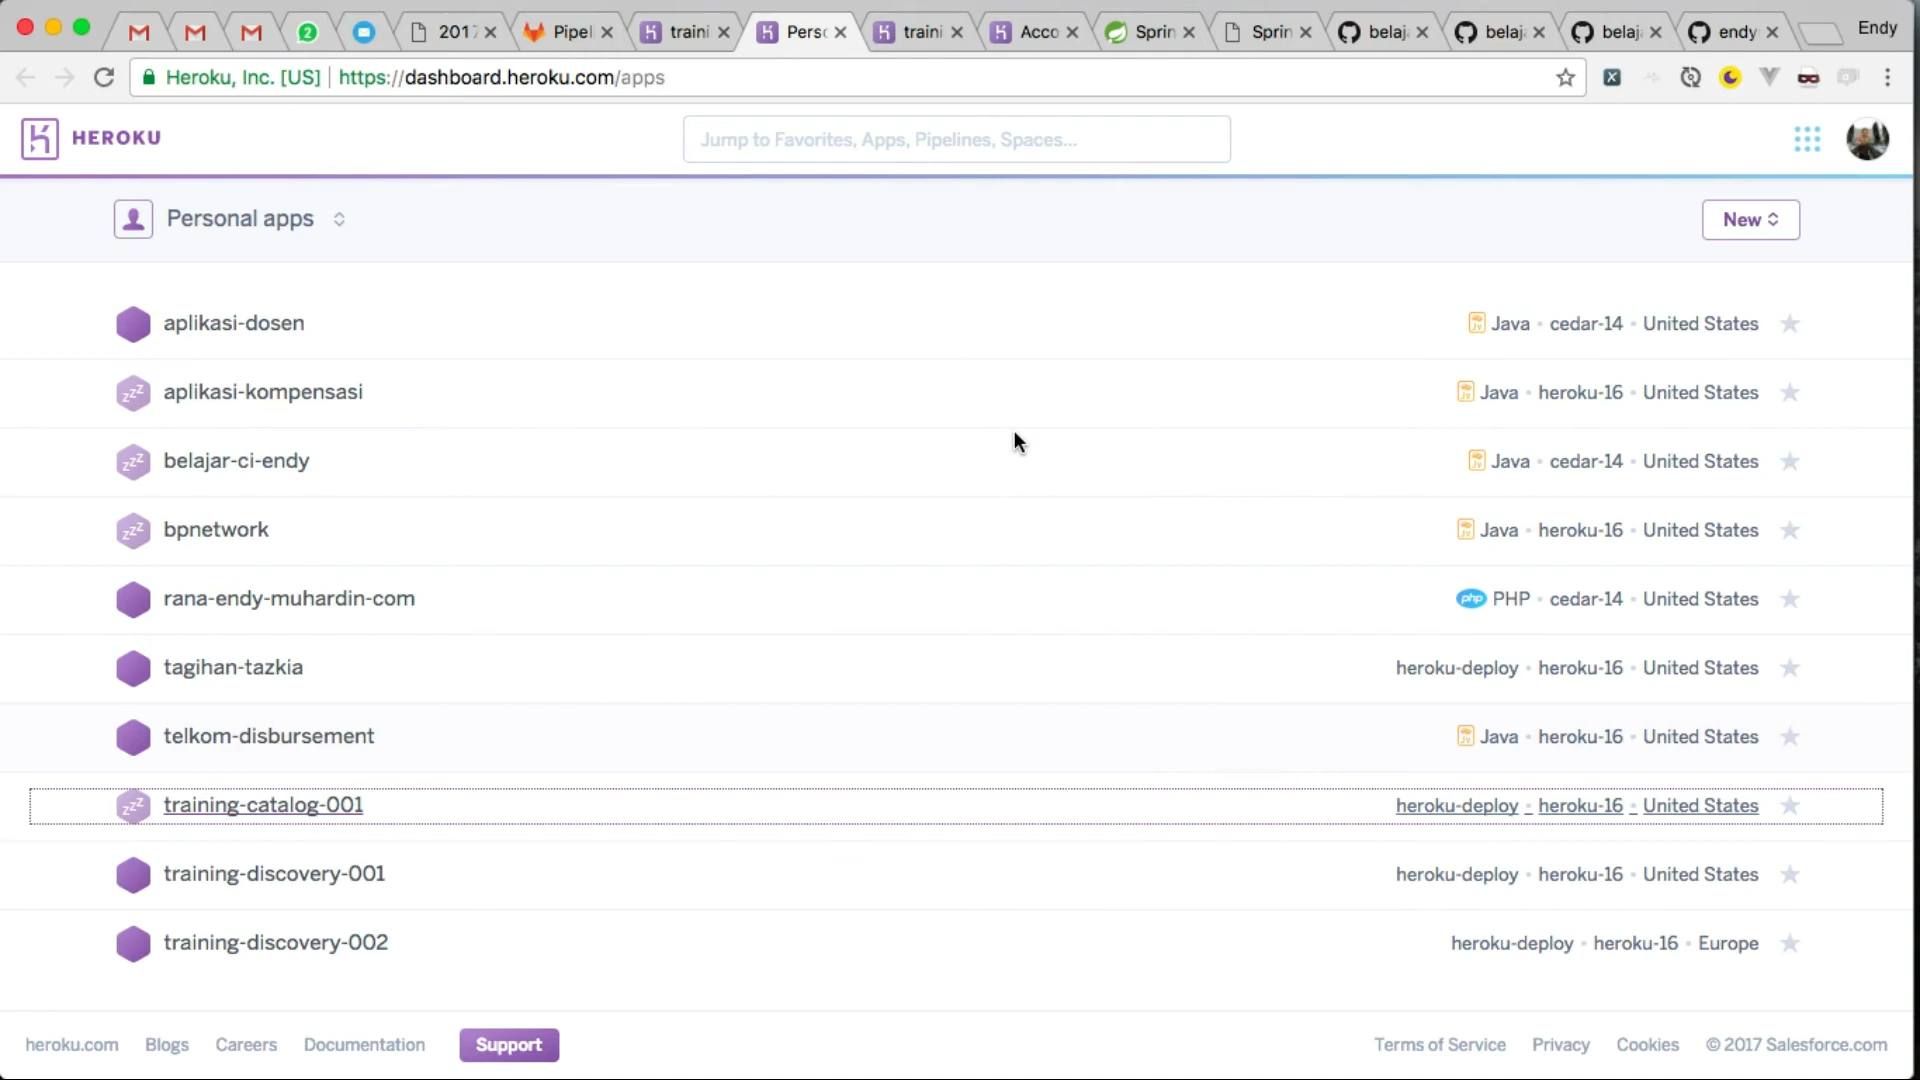 2017
Pipel
traini
Perso
traini
Acco
Sprin
Sprin
belaj
belaj
belaj
endy
Endy
Heroku, Inc. [US]
https://dashboard.heroku.com/apps
HEROKU
Jump to Favorites, Apps, Pipelines, Spaces...
Personal apps
New
aplikasi-dosen
Java · cedar-14 · United States
zzZ aplikasi-kompensasi
Java · heroku-16 · United States
zzZ belajar-ci-endy
Java · cedar-14 · United States
zzZ bpnetwork
Java · heroku-16 · United States
rana-endy-muhardin-com
php PHP · cedar-14 · United States
tagihan-tazkia
heroku-deploy · heroku-16 · United States
telkom-disbursement
Java · heroku-16 · United States
zzZ training-catalog-001
heroku-deploy · heroku-16 · United States
training-discovery-001
heroku-deploy · heroku-16 · United States
training-discovery-002
heroku-deploy · heroku-16 · Europe
heroku.com Blogs Careers Documentation Support
Terms of Service Privacy Cookies © 2017 Salesforce.com